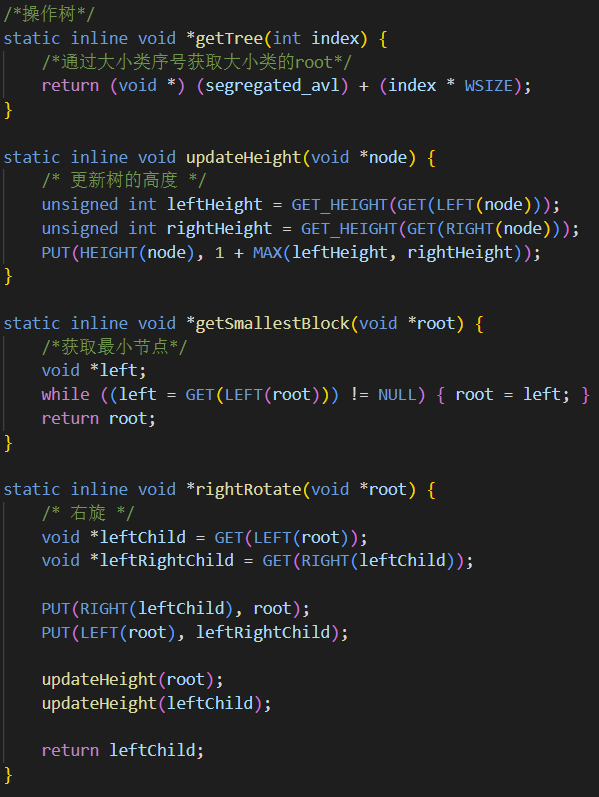 /*操作树*/
static inline void *getTree(int index) {
    /*通过大小类序号获取大小类的root*/
    return (void *) (segregated_avl) + (index * WSIZE);
}
static inline void updateHeight(void *node) {
    /* 更新树的高度 */
    unsigned int leftHeight = GET_HEIGHT(GET(LEFT(node)));
    unsigned int rightHeight = GET_HEIGHT(GET(RIGHT(node)));
    PUT(HEIGHT(node), 1 + MAX(leftHeight, rightHeight));
}
static inline void *getSmallestBlock(void *root) {
    /*获取最小节点*/
    void *left;
    while ((left = GET(LEFT(root))) != NULL) { root = left; }
    return root;
}
static inline void *rightRotate(void *root) {
    /* 右旋 */
    void *leftChild = GET(LEFT(root));
    void *leftRightChild = GET(RIGHT(leftChild));
    PUT(RIGHT(leftChild), root);
    PUT(LEFT(root), leftRightChild);
    updateHeight(root);
    updateHeight(leftChild);
    return leftChild;
}